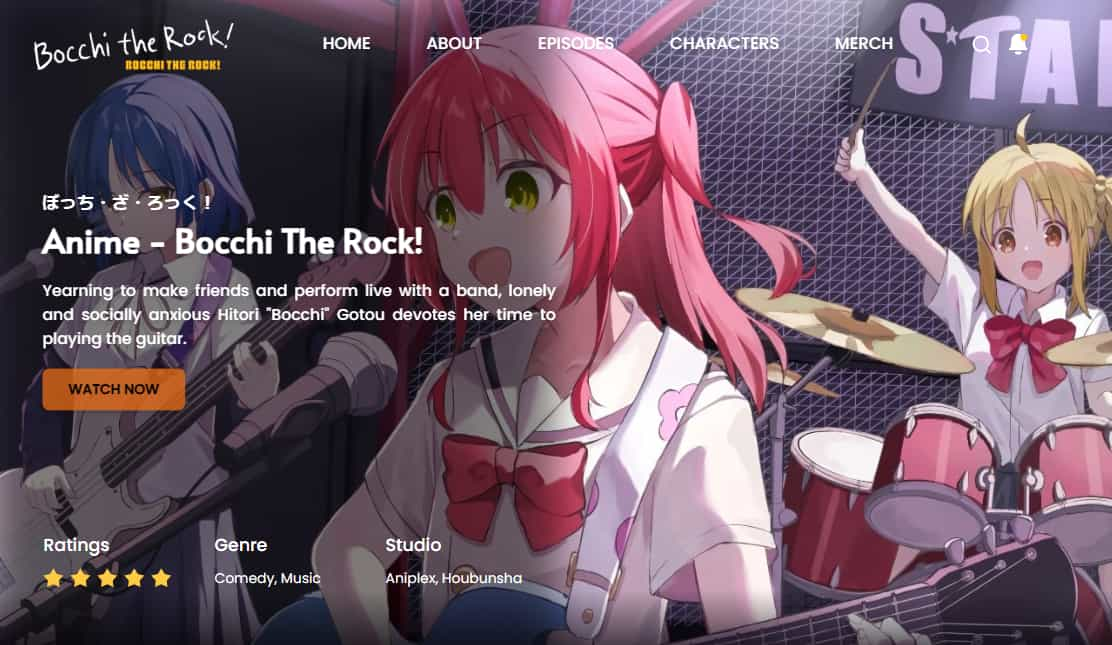 Bocchi the Rock!
BOCCHI THE ROCK!
HOME ABOUT EPISODES CHARACTERS MERCH
STA
ぼっち・ざ・ろっく！
Anime - Bocchi The Rock!
Yearning to make friends and perform live with a band, lonely
and socially anxious Hitori "Bocchi" Gotou devotes her time to
playing the guitar.
WATCH NOW
Ratings Genre Studio
Comedy, Music Aniplex, Houbunsha